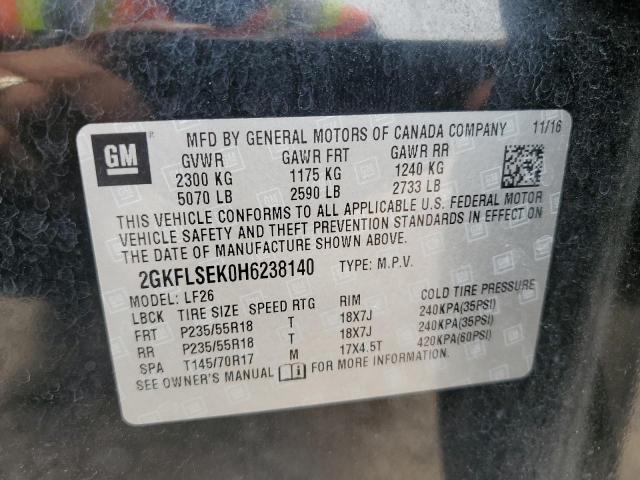 GM
MFD BY GENERAL MOTORS OF CANADA COMPANY 11/16
GVWR GAWR FRT GAWR RR
2300 KG 1175 KG 1240 KG
5070 LB 2590 LB 2733 LB
THIS VEHICLE CONFORMS TO ALL APPLICABLE U.S. FEDERAL MOTOR
VEHICLE SAFETY AND THEFT PREVENTION STANDARDS IN EFFECT ON
THE DATE OF MANUFACTURE SHOWN ABOVE.
2GKFLSEK0H6238140 TYPE: M.P.V.
MODEL: LF26
LBCK TIRE SIZE SPEED RTG RIM COLD TIRE PRESSURE
FRT P235/55R18 T 18X7J 240KPA(35PSI)
RR P235/55R18 T 18X7J 240KPA(35PSI)
SPA T145/70R17 M 17X4.5T 420KPA(60PSI)
SEE OWNER'S MANUAL FOR MORE INFORMATION.